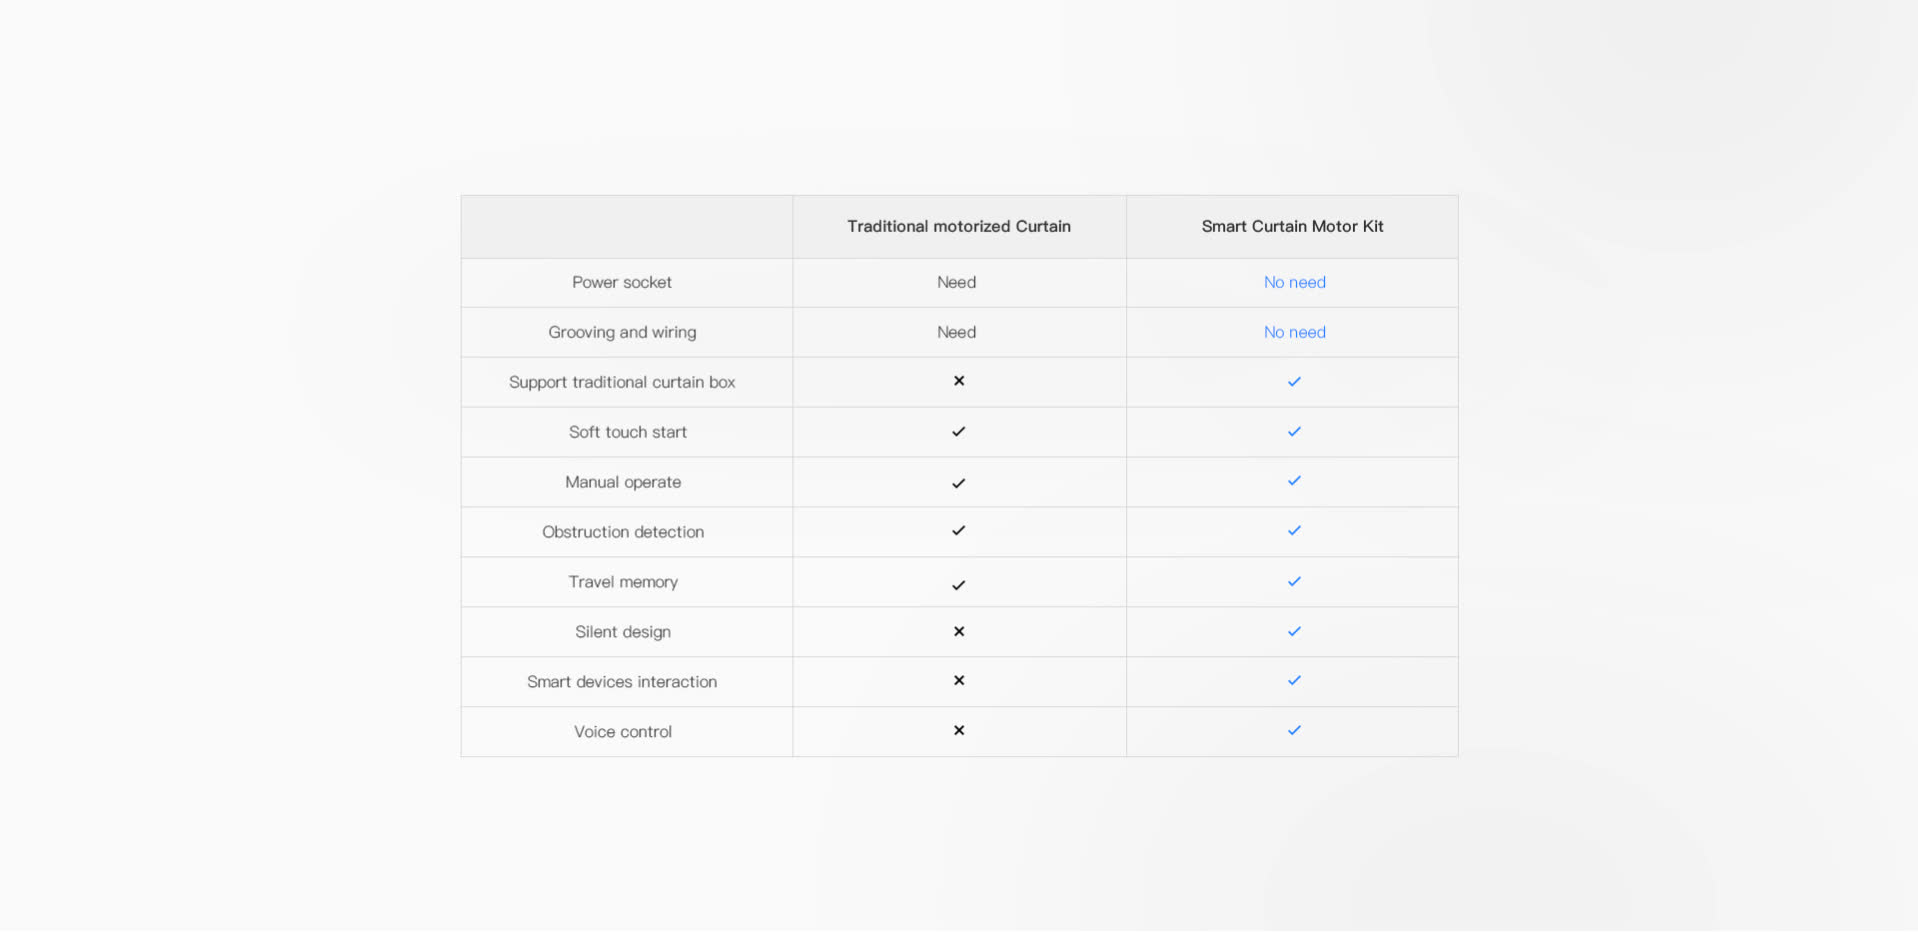 Traditional motorized Curtain Smart Curtain Motor Kit
Power socket Need No need
Grooving and wiring Need No need
Support traditional curtain box ✕ ✓
Soft touch start ✓ ✓
Manual operate ✓ ✓
Obstruction detection ✓ ✓
Travel memory ✓ ✓
Silent design ✕ ✓
Smart devices interaction ✕ ✓
Voice control ✕ ✓